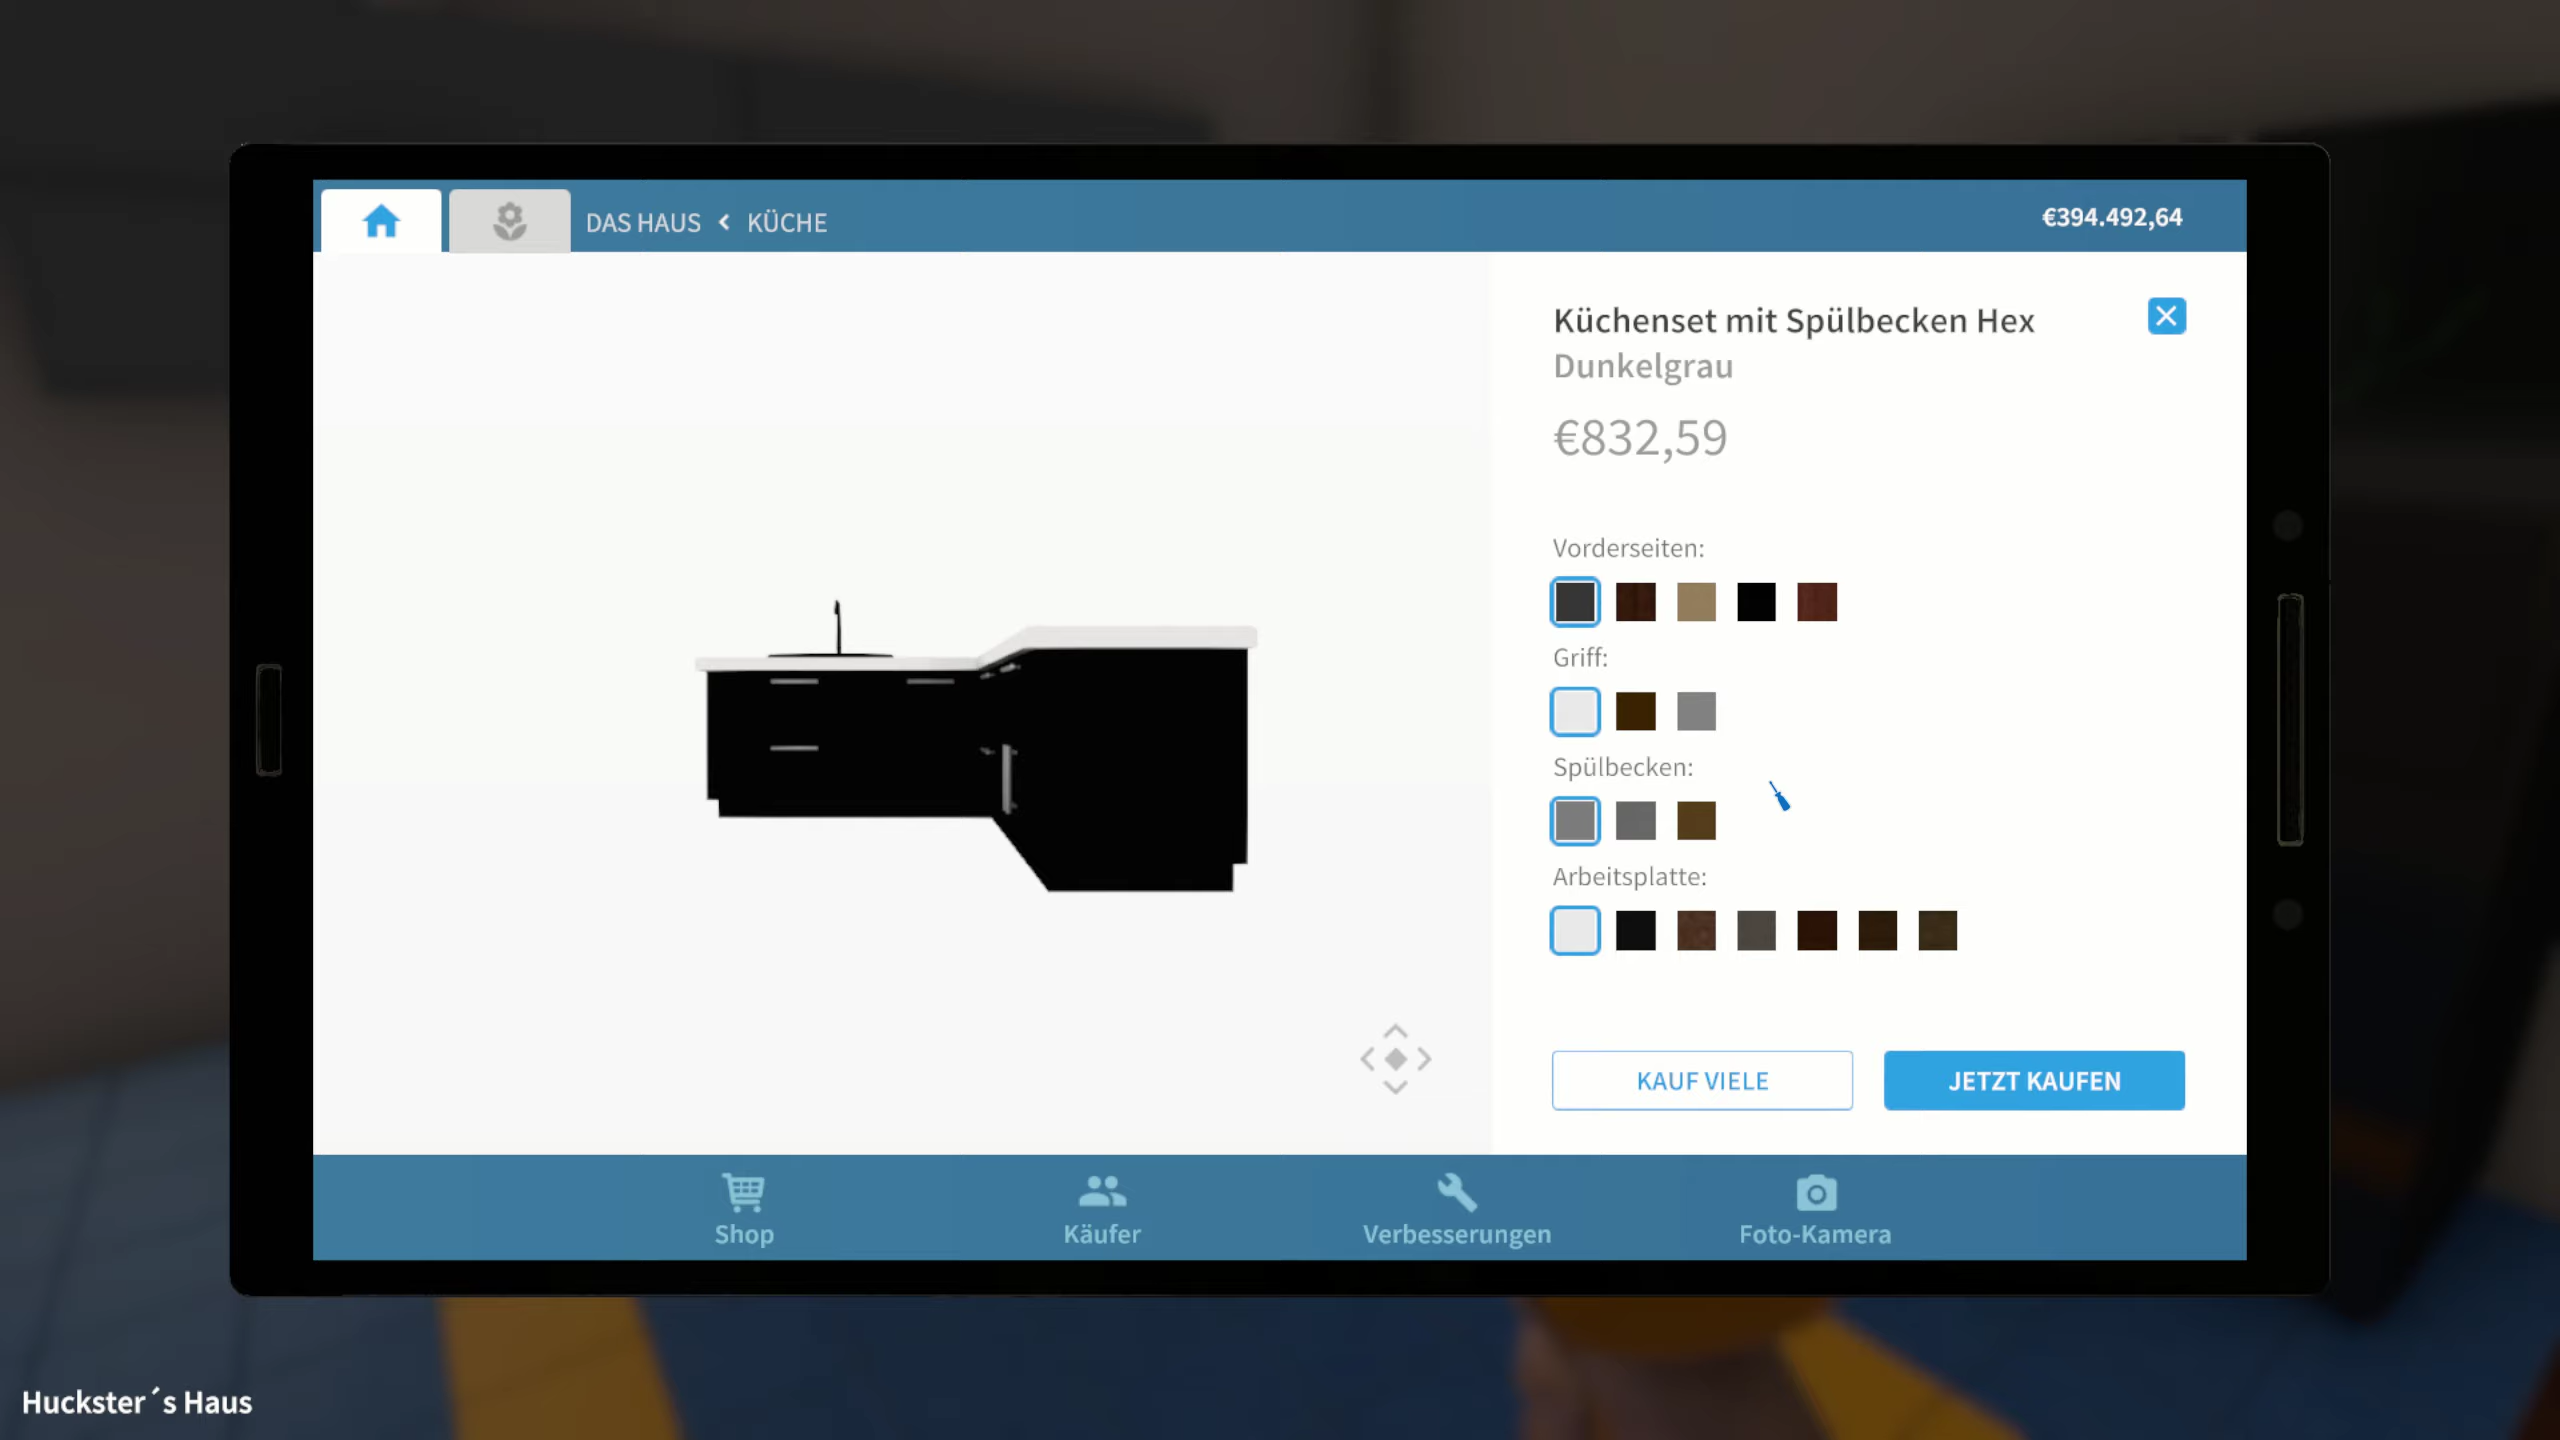 DAS HAUS < KÜCHE
€394.492,64
Küchenset mit Spülbecken Hex
Dunkelgrau
€832,59
Vorderseiten:
Griff:
Spülbecken:
Arbeitsplatte:
KAUF VIELE
JETZT KAUFEN
Shop
Käufer
Verbesserungen
Foto-Kamera
Huckster´s Haus